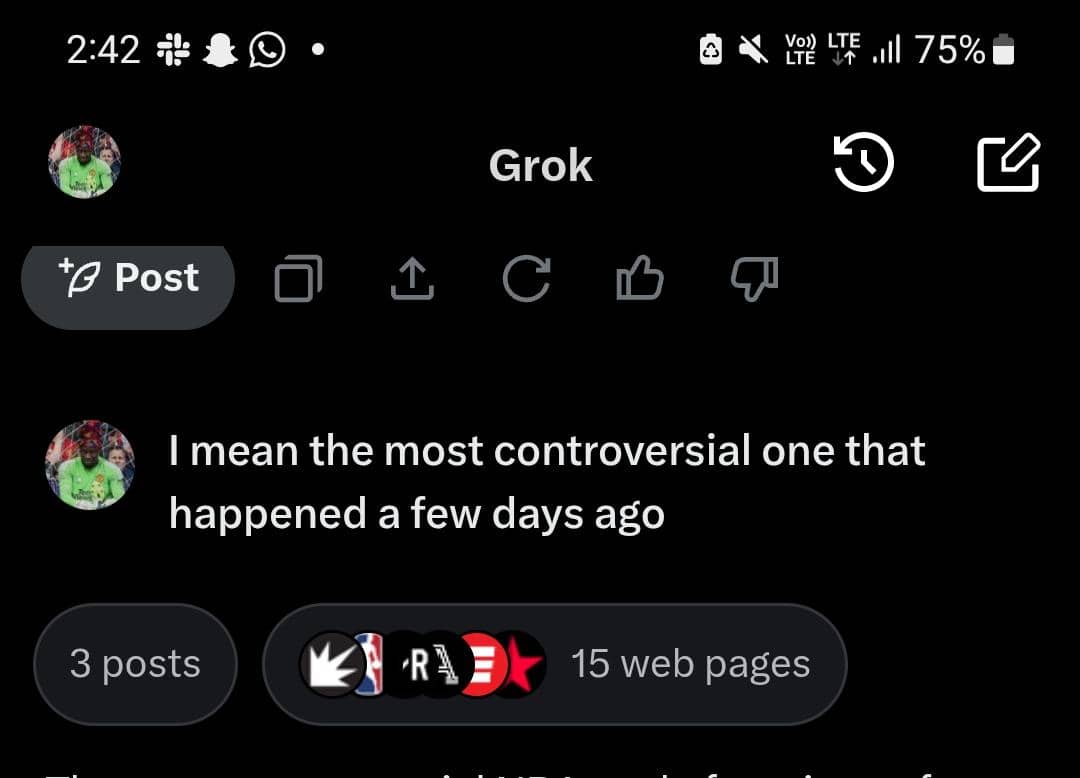 2:42
Vo)) LTE
LTE
75%
Grok
Post
I mean the most controversial one that
happened a few days ago
3 posts
15 web pages